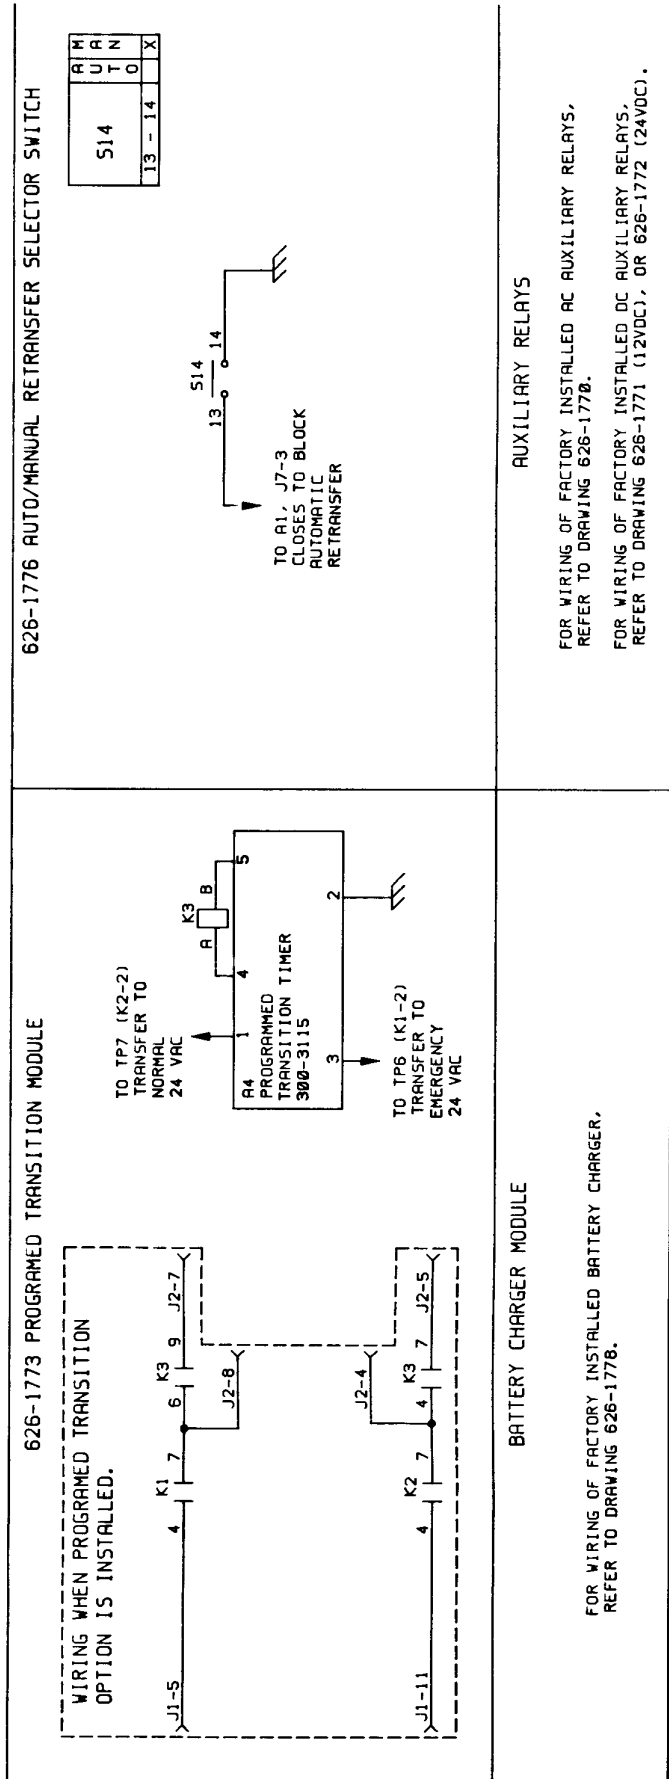 626-1773 PROGRAMED TRANSITION MODULE
WIRING WHEN PROGRAMED TRANSITION
OPTION IS INSTALLED.
J1-5
4
K1
7
6
K3
9
J2-7
J2-8
J2-4
J1-11
4
K2
7
4
K3
7
J2-5
TO TP7 (K2-2)
TRANSFER TO
NORMAL
24 VAC
K3
A
B
1
4
5
A4
PROGRAMMED
TRANSITION TIMER
300-3115
3
2
TO TP6 (K1-2)
TRANSFER TO
EMERGENCY
24 VAC
626-1776 AUTO/MANUAL RETRANSFER SELECTOR SWITCH
S14
13
14
TO A1, J7-3
CLOSES TO BLOCK
AUTOMATIC
RETRANSFER
S14
AUTO
MAN
13 - 14
X
BATTERY CHARGER MODULE
FOR WIRING OF FACTORY INSTALLED BATTERY CHARGER,
REFER TO DRAWING 626-1778.
AUXILIARY RELAYS
FOR WIRING OF FACTORY INSTALLED AC AUXILIARY RELAYS,
REFER TO DRAWING 626-1770.
FOR WIRING OF FACTORY INSTALLED DC AUXILIARY RELAYS,
REFER TO DRAWING 626-1771 (12VDC), OR 626-1772 (24VDC).